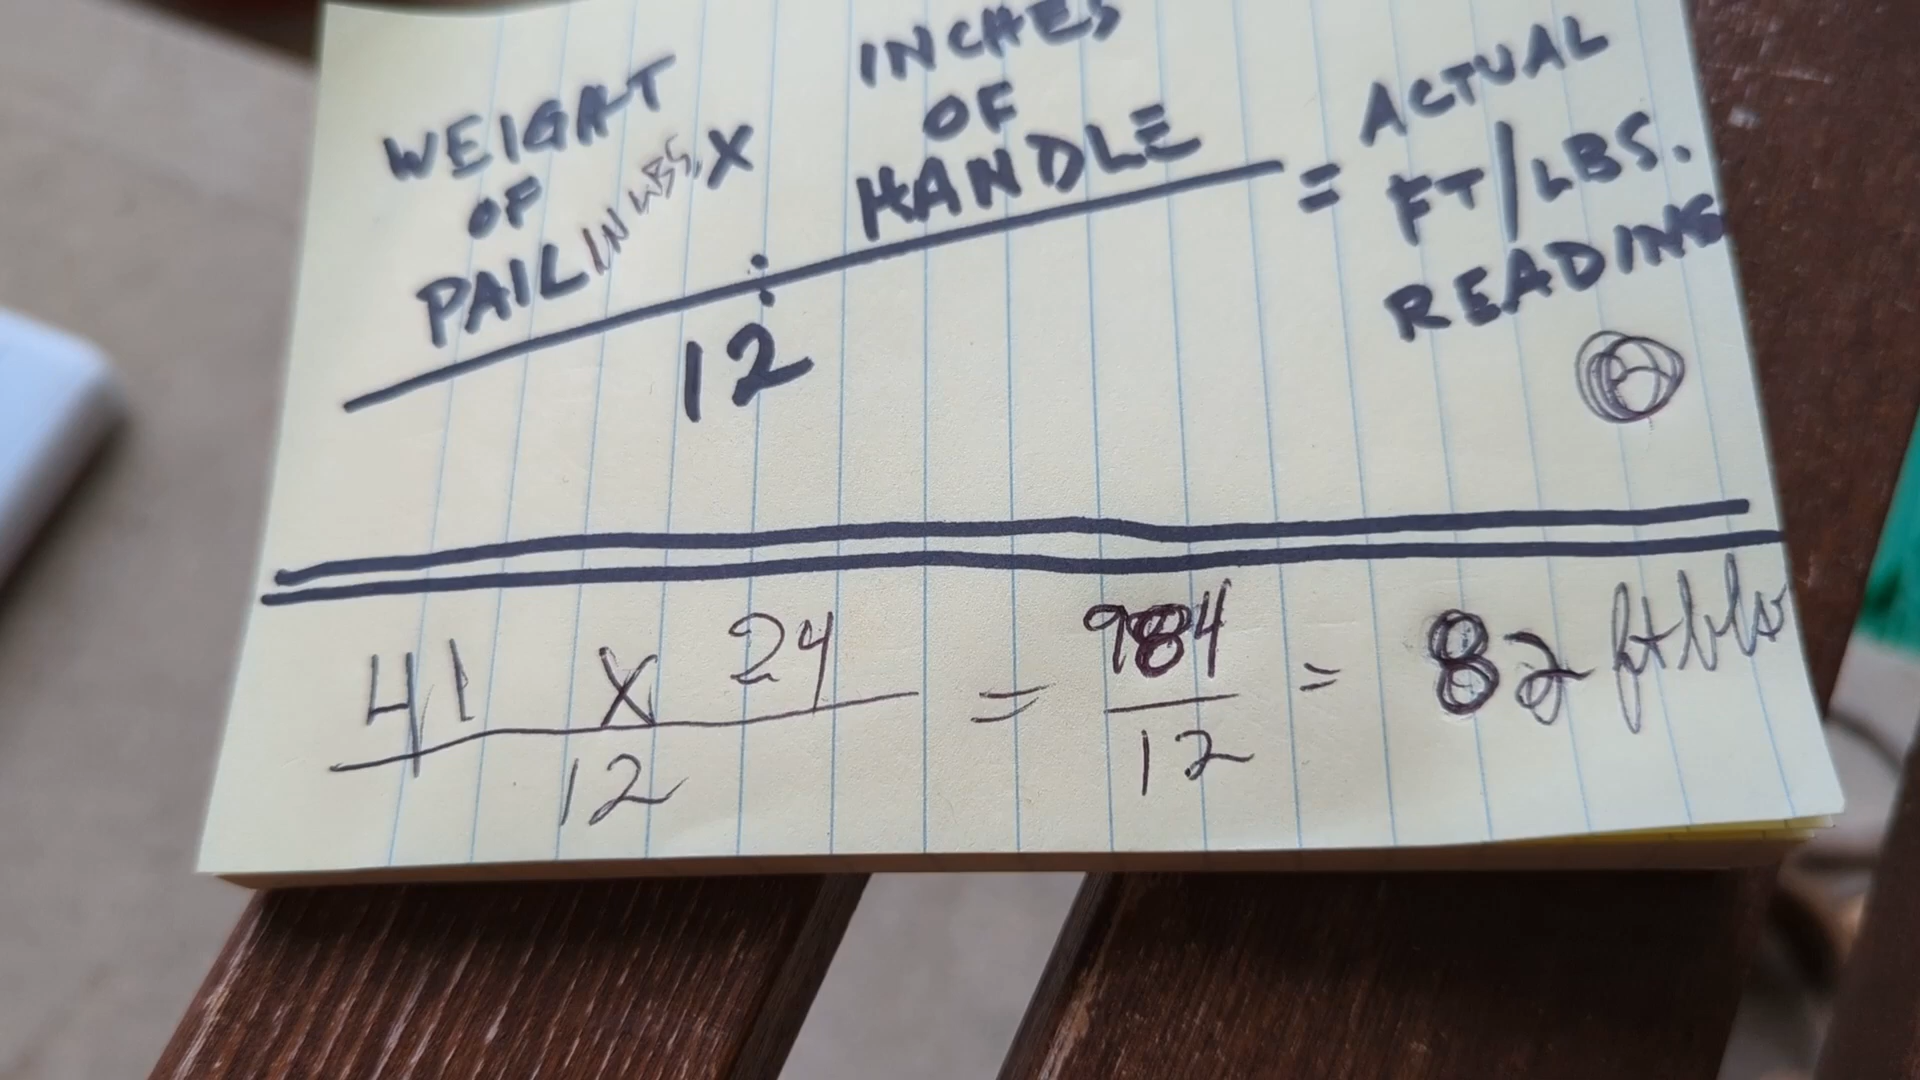 WEIGHT
OF
PAIL IN LBS. X
INCHES
OF
HANDLE
÷
12
=
ACTUAL
FT/LBS.
READING
41 X 24 = 984 = 82 ft lbs
12 12